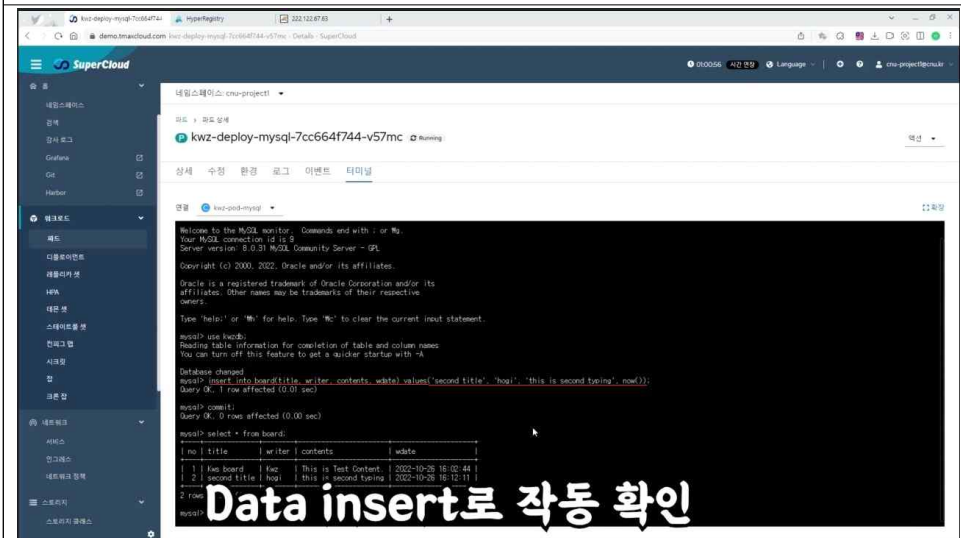 kwz-deploy-mysql-7cc664f744
HyperRegistry
222.122.67.83
demo.tmaxcloud.com kwz-deploy-mysql-7cc664f744-v57mc - Details - SuperCloud
SuperCloud
01:00:56 시간 연장 Language cnu-project1@cnu.kr
홈
네임스페이스
검색
감사 로그
Grafana
Git
Harbor
워크로드
파드
디플로이먼트
레플리카 셋
HPA
데몬 셋
스테이트풀 셋
컨피그 맵
시크릿
잡
크론 잡
네트워크
서비스
인그레스
네트워크 정책
스토리지
스토리지 클래스
네임스페이스: cnu-project1
파드 > 파드 상세
P kwz-deploy-mysql-7cc664f744-v57mc Running
액션
상세 수정 환경 로그 이벤트 터미널
연결 C kwz-pod-mysql
확장
Welcome to the MySQL monitor. Commands end with ; or ₩g.
Your MySQL connection id is 9
Server version: 8.0.31 MySQL Community Server - GPL
Copyright (c) 2000, 2022, Oracle and/or its affiliates.
Oracle is a registered trademark of Oracle Corporation and/or its
affiliates. Other names may be trademarks of their respective
owners.
Type 'help;' or '₩h' for help. Type '₩c' to clear the current input statement.
mysql> use kwzdb;
Reading table information for completion of table and column names
You can turn off this feature to get a quicker startup with -A
Database changed
mysql> insert into board(title, writer, contents, wdate) values('second title', 'hogi', 'this is second typing', now());
Query OK, 1 row affected (0.01 sec)
mysql> commit;
Query OK, 0 rows affected (0.00 sec)
mysql> select * from board;
| no | title | writer | contents | wdate |
| 1 | Kws board | Kwz | This is Test Content. | 2022-10-26 16:02:44 |
| 2 | second title | hogi | this is second typing | 2022-10-26 16:12:11 |
2 rows
mysql>
Data insert로 작동 확인